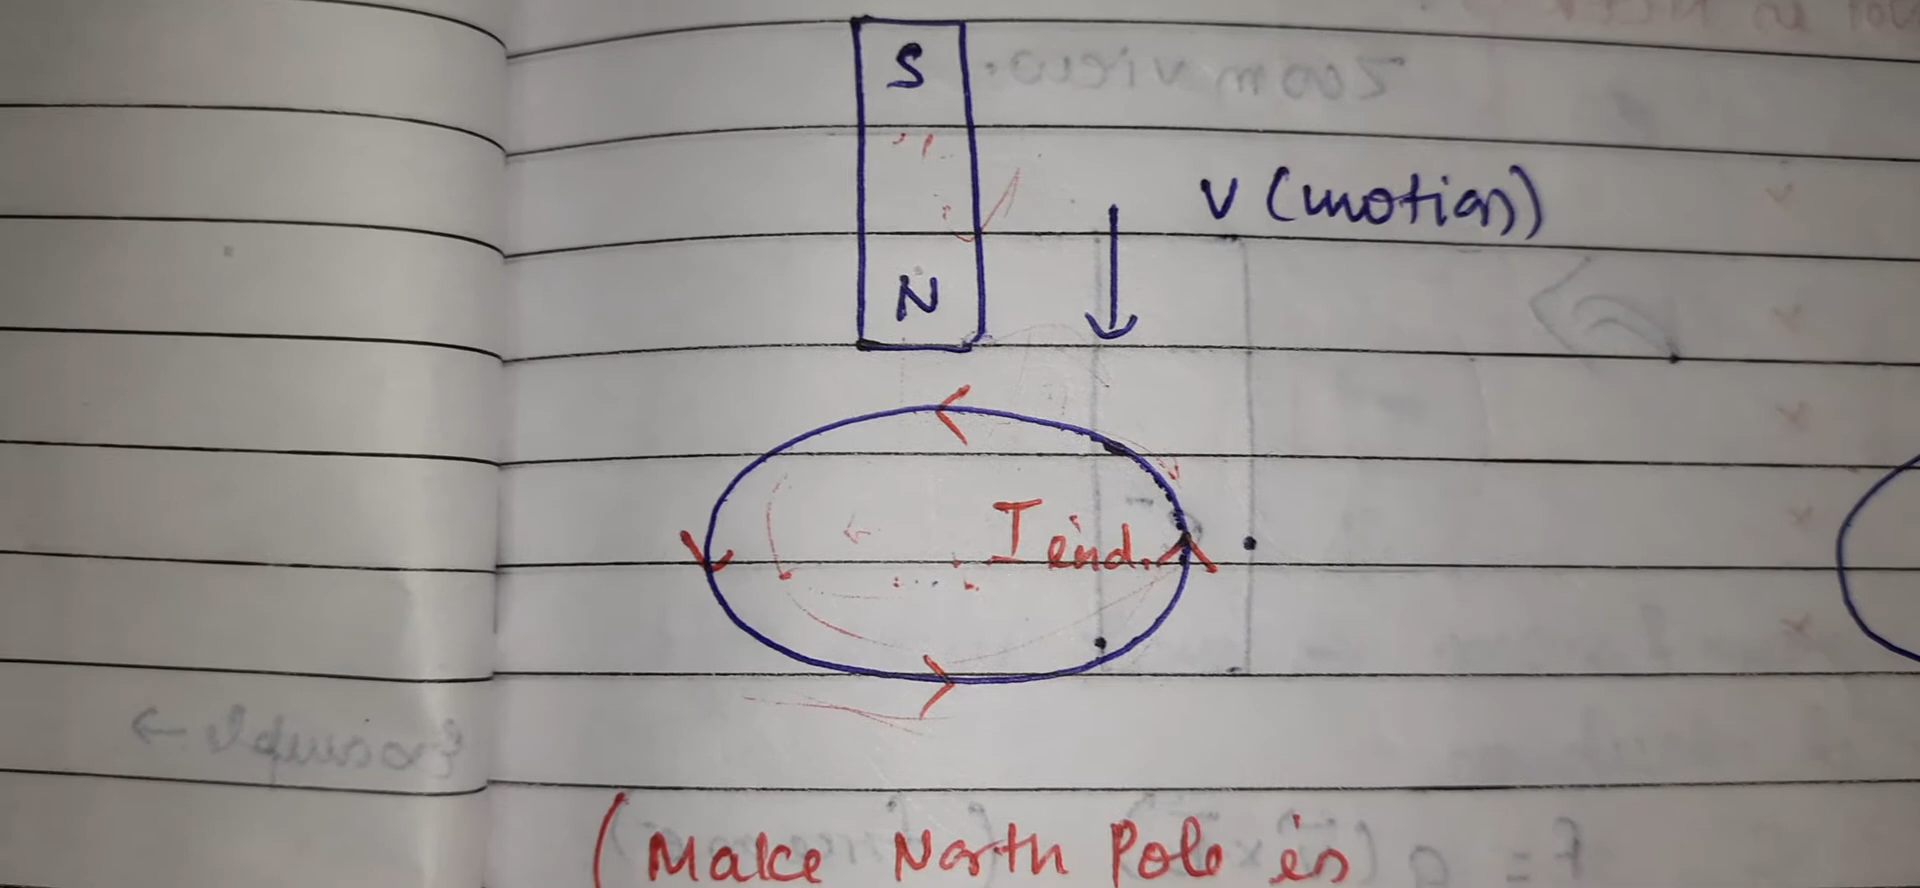 S
V (motion)
N
I ind.
(Make North Pole is